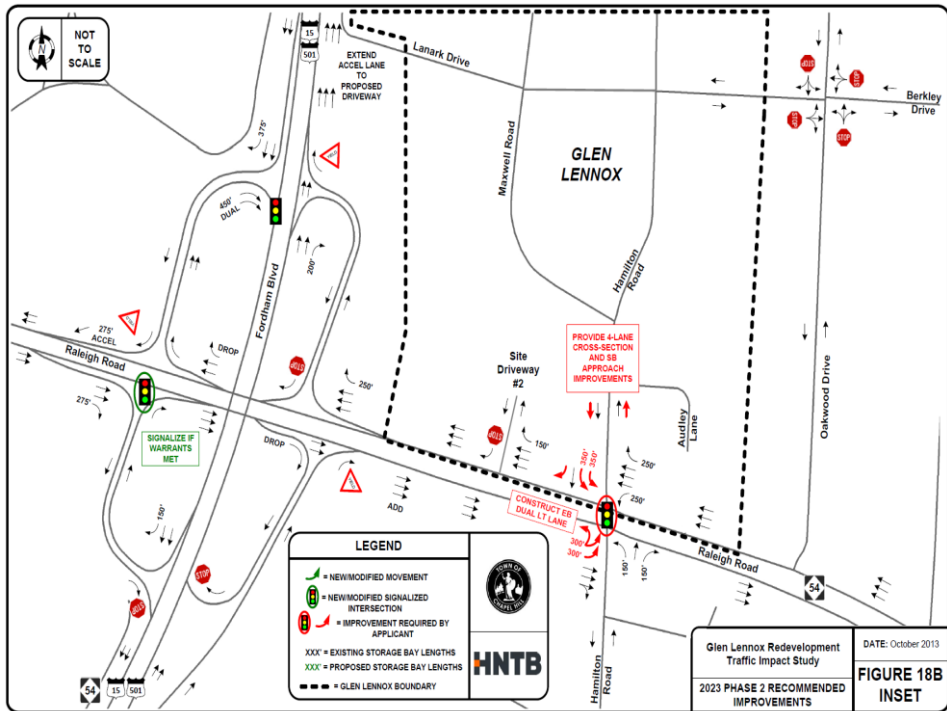 NOT
TO
SCALE
N
15
501
EXTEND
ACCEL LANE
TO
PROPOSED
DRIVEWAY
Lanark Drive
STOP
STOP
STOP
STOP
Berkley
Drive
Maxwell Road
GLEN
LENNOX
Hamilton
Road
375'
YIELD
450'
DUAL
Fordham Blvd
200'
YIELD
275'
ACCEL
Raleigh Road
DROP
STOP
275'
250'
SIGNALIZE IF
WARRANTS
MET
DROP
YIELD
ADD
150'
STOP
STOP
Site
Driveway
#2
STOP
150'
PROVIDE 4-LANE
CROSS-SECTION
AND SB
APPROACH
IMPROVEMENTS
Audley
Lane
Oakwood Drive
350'
350'
250'
250'
CONSTRUCT EB
DUAL LT LANE
300'
300'
150'
150'
Raleigh Road
54
Hamilton
Road
54
15
501
LEGEND
= NEW/MODIFIED MOVEMENT
= NEW/MODIFIED SIGNALIZED
INTERSECTION
= IMPROVEMENT REQUIRED BY
APPLICANT
XXX' = EXISTING STORAGE BAY LENGTHS
XXX' = PROPOSED STORAGE BAY LENGTHS
= GLEN LENNOX BOUNDARY
TOWN OF
CHAPEL HILL
HNTB
Glen Lennox Redevelopment
Traffic Impact Study
2023 PHASE 2 RECOMMENDED
IMPROVEMENTS
DATE: October 2013
FIGURE 18B
INSET